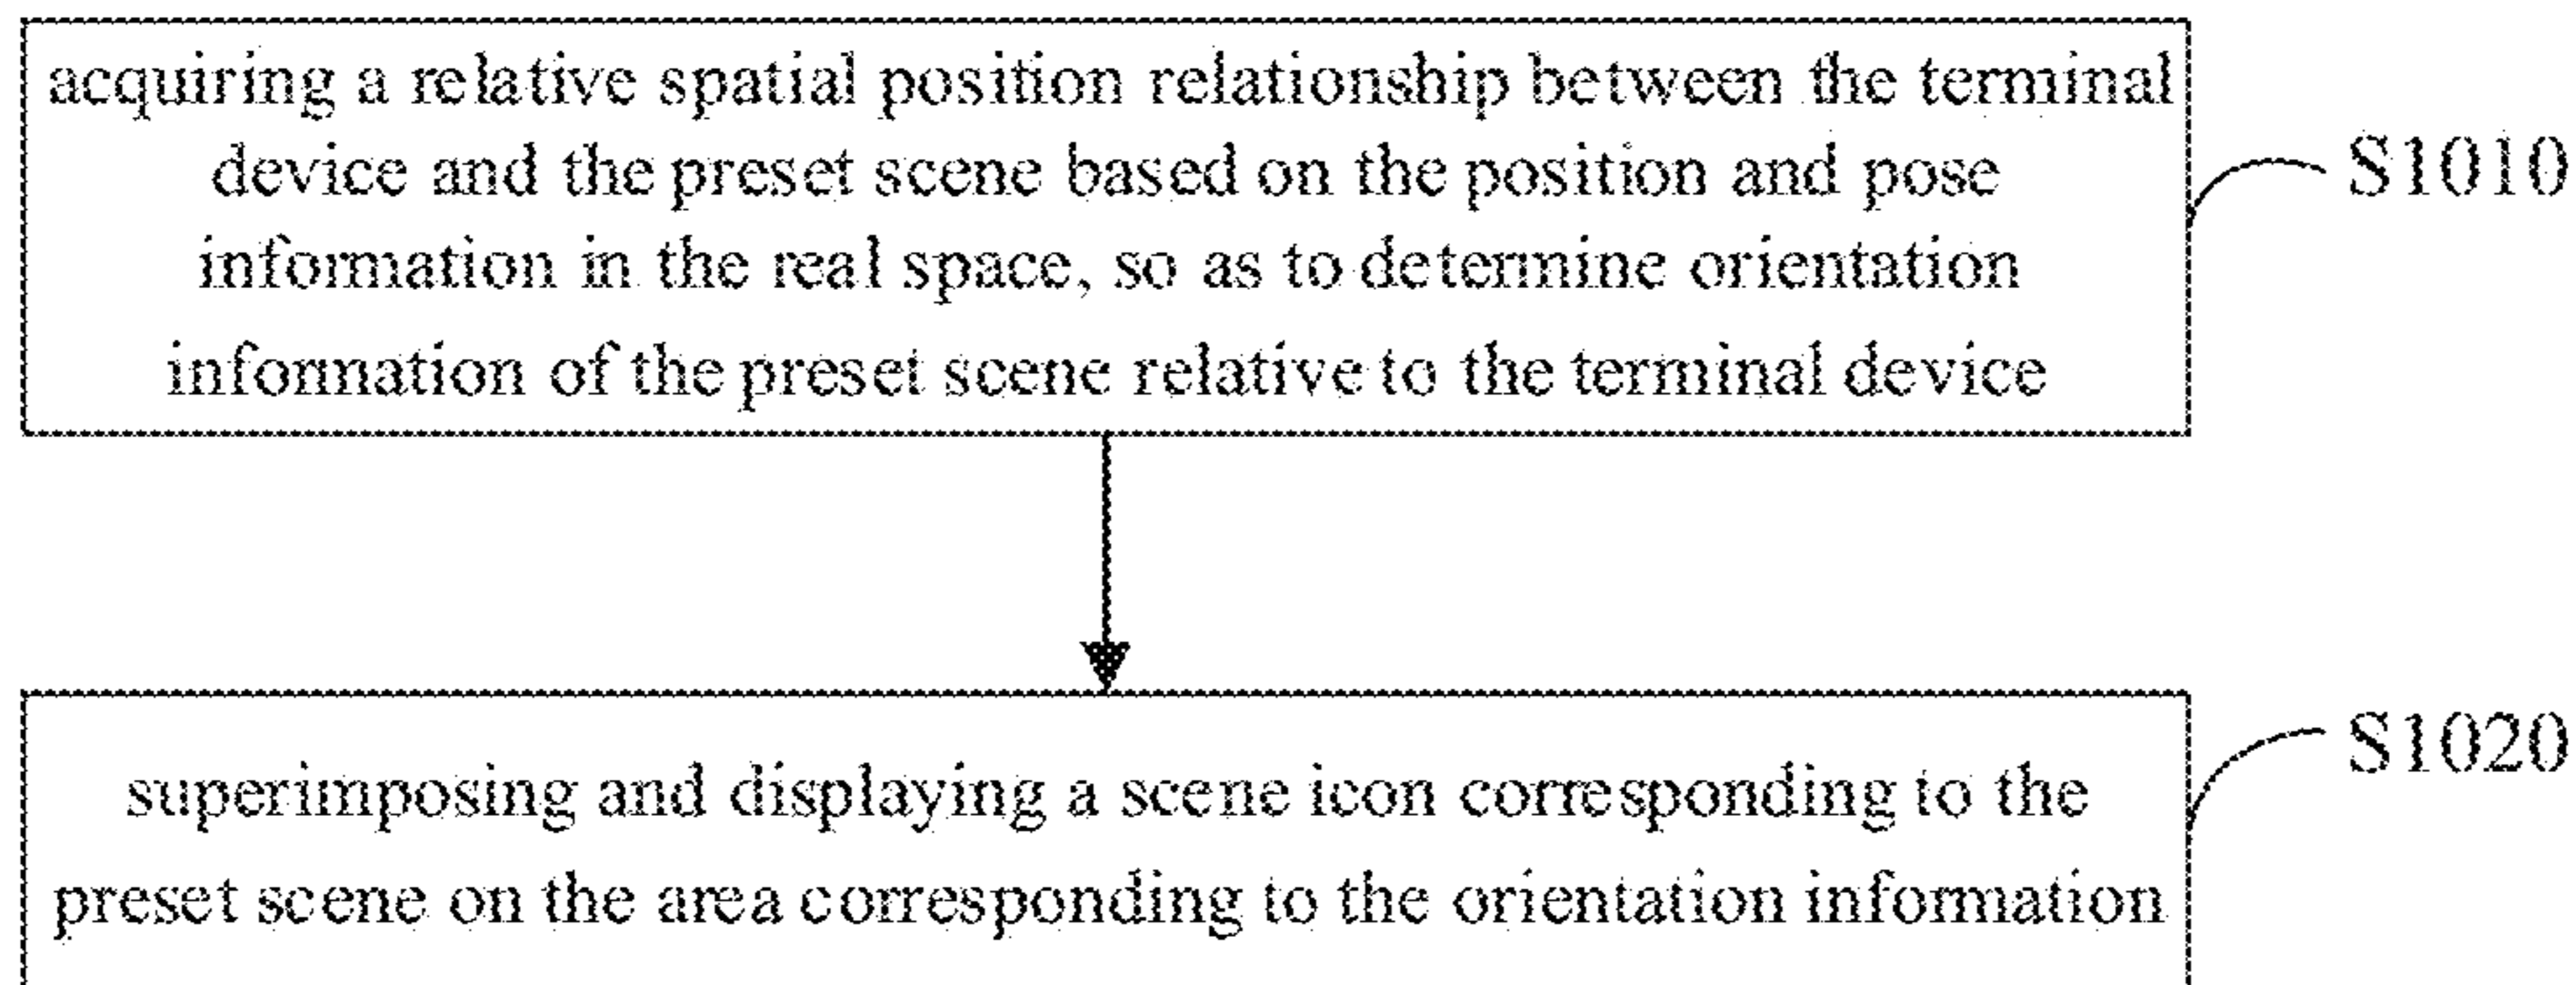 acquiring a relative spatial position relationship between the terminal
device and the preset scene based on the position and pose
information in the real space, so as to determine orientation
information of the preset scene relative to the terminal device
S1010
superimposing and displaying a scene icon corresponding to the
preset scene on the area corresponding to the orientation information
S1020